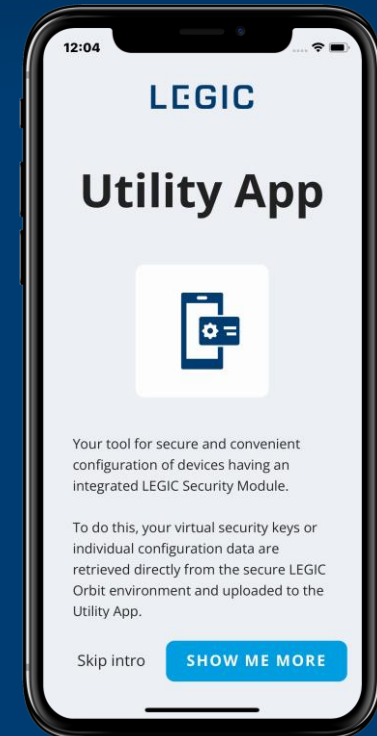 12:04
LEGIC
Utility App
Your tool for secure and convenient
configuration of devices having an
integrated LEGIC Security Module.
To do this, your virtual security keys or
individual configuration data are
retrieved directly from the secure LEGIC
Orbit environment and uploaded to the
Utility App.
Skip intro SHOW ME MORE